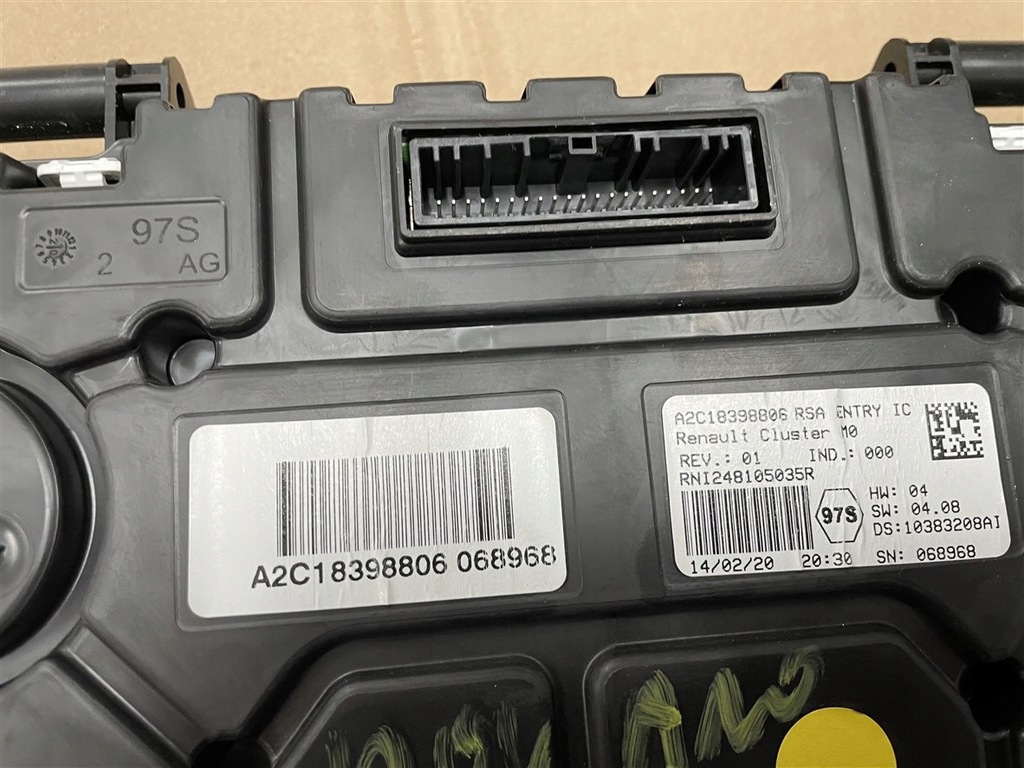 97S
2 AG
A2C18398806 068968
A2C18398806 RSA ENTRY IC
Renault Cluster M0
REV.: 01 IND.: 000
RNI248105035R
97S
HW: 04
SW: 04.08
DS:10383208AI
14/02/20 20:30 SN: 068968